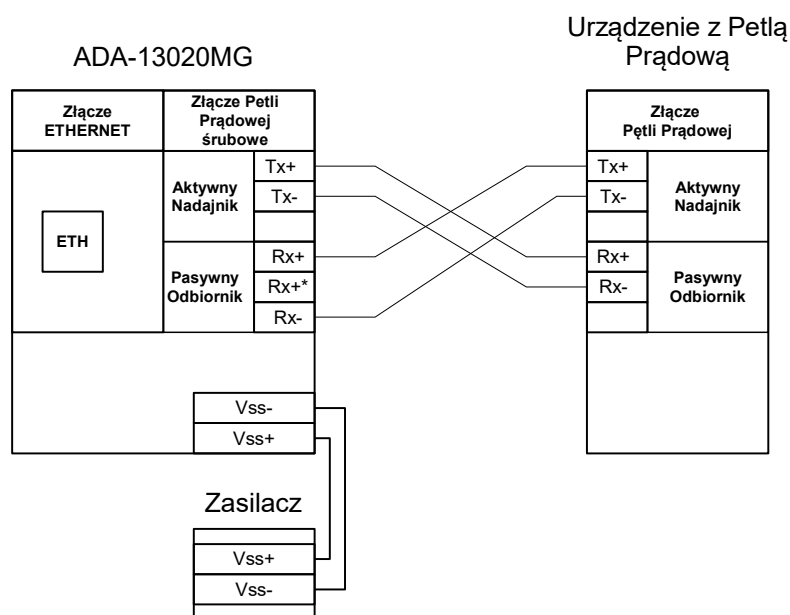 Urządzenie z Petlą
Prądową
ADA-13020MG
Złącze
ETHERNET
Złącze Petli
Prądowej
śrubowe
Złącze
Pętli Prądowej
ETH
Aktywny
Nadajnik
Tx+
Tx-
Pasywny
Odbiornik
Rx+
Rx+*
Rx-
Tx+
Tx-
Aktywny
Nadajnik
Rx+
Rx-
Pasywny
Odbiornik
Vss-
Vss+
Zasilacz
Vss+
Vss-